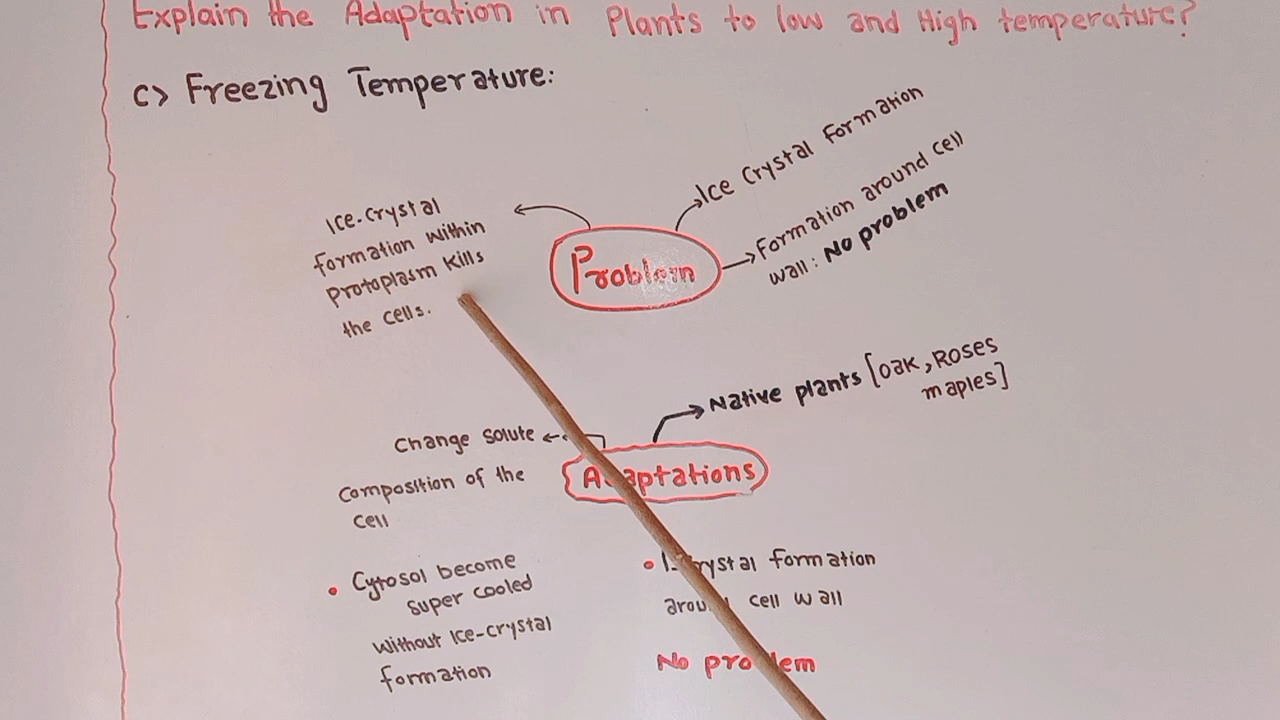 Explain the Adaptation in Plants to low and High temperature?
C> Freezing Temperature:
Ice Crystal Formation
Formation around cell
wall: No problem
Ice-Crystal
formation within
protoplasm kills
the cells.
Problem
Native plants [oak, Roses
maples]
Change solute
composition of the
cell
Adaptations
Cytosol become
super cooled
without Ice-crystal
formation
formation
cell wall
No problem